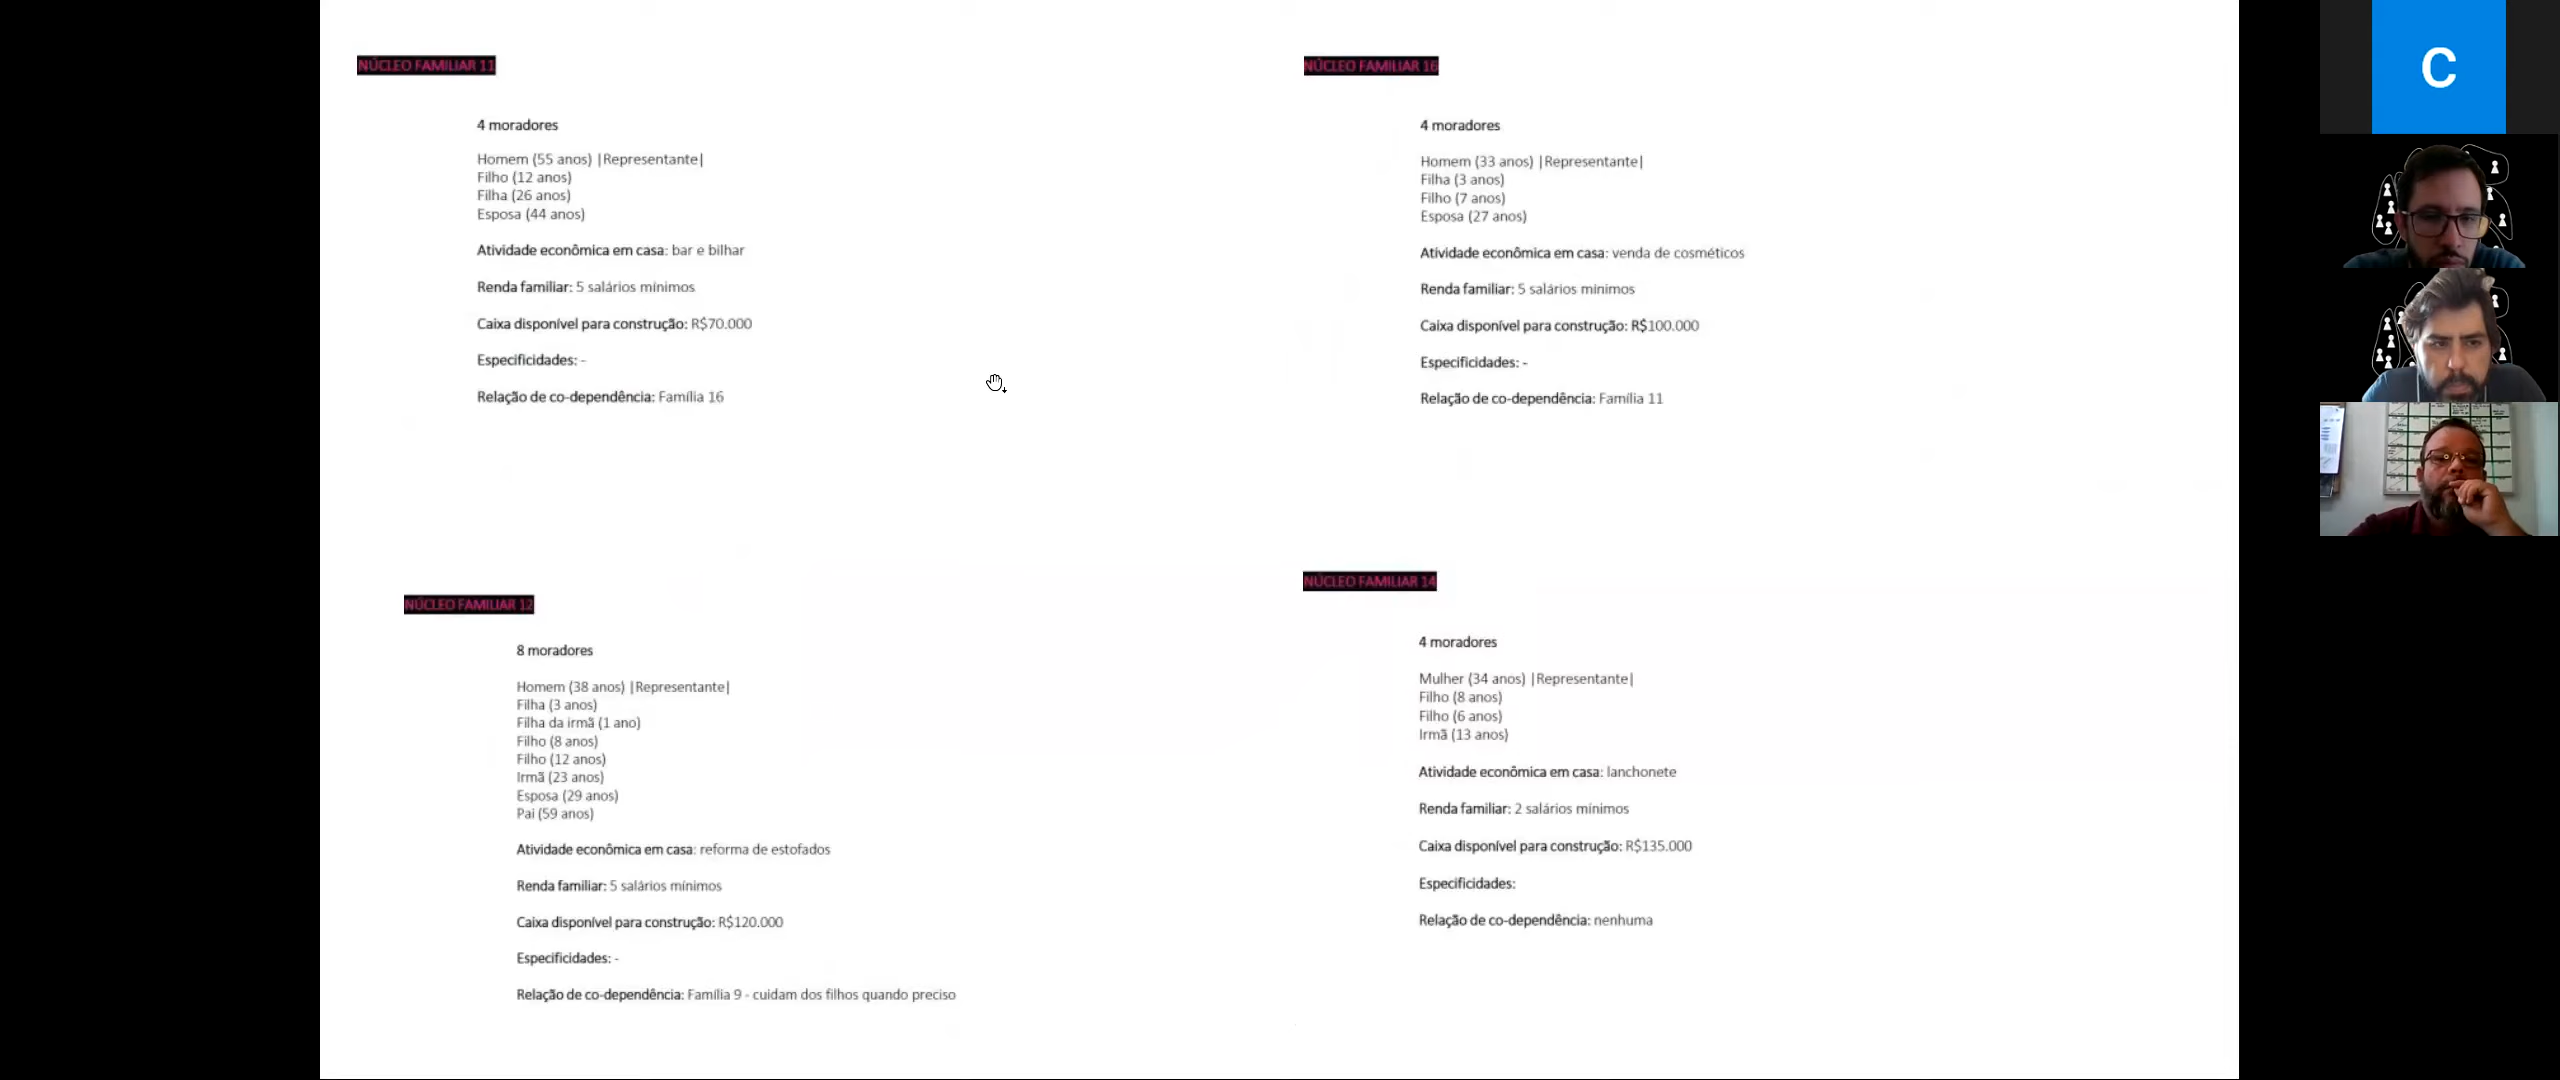 NÚCLEO FAMILIAR 11
4 moradores
Homem (55 anos) |Representante|
Filho (12 anos)
Filha (26 anos)
Esposa (44 anos)
Atividade econômica em casa: bar e bilhar
Renda familiar: 5 salários mínimos
Caixa disponível para construção: R$70.000
Especificidades: -
Relação de co-dependência: Família 16
NÚCLEO FAMILIAR 16
4 moradores
Homem (33 anos) |Representante|
Filha (3 anos)
Filho (7 anos)
Esposa (27 anos)
Atividade econômica em casa: venda de cosméticos
Renda familiar: 5 salários mínimos
Caixa disponível para construção: R$100.000
Especificidades: -
Relação de co-dependência: Família 11
NÚCLEO FAMILIAR 12
8 moradores
Homem (38 anos) |Representante|
Filha (3 anos)
Filha da irmã (1 ano)
Filho (8 anos)
Filho (12 anos)
Irmã (23 anos)
Esposa (29 anos)
Pai (59 anos)
Atividade econômica em casa: reforma de estofados
Renda familiar: 5 salários mínimos
Caixa disponível para construção: R$120.000
Especificidades: -
Relação de co-dependência: Família 9 - cuidam dos filhos quando preciso
NÚCLEO FAMILIAR 14
4 moradores
Mulher (34 anos) |Representante|
Filho (8 anos)
Filho (6 anos)
Irmã (13 anos)
Atividade econômica em casa: lanchonete
Renda familiar: 2 salários mínimos
Caixa disponível para construção: R$135.000
Especificidades:
Relação de co-dependência: nenhuma
C